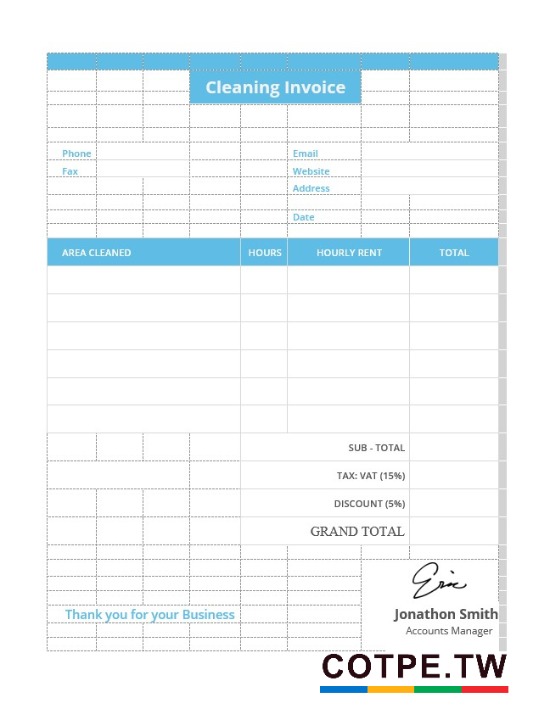 Cleaning Invoice
Phone Email
Fax Website
Address
Date
AREA CLEANED HOURS HOURLY RENT TOTAL
SUB - TOTAL
TAX: VAT (15%)
DISCOUNT (5%)
GRAND TOTAL
Eric
Thank you for your Business Jonathon Smith
Accounts Manager
COTPE.TW